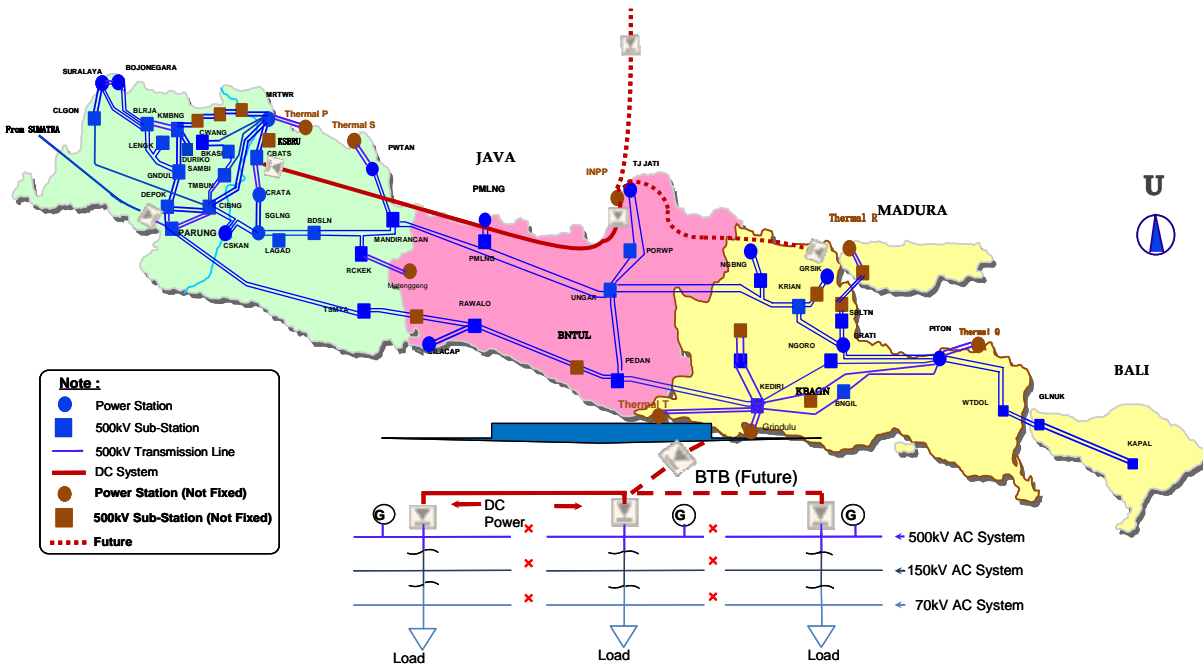 SURALAYA
BOJONEGARA
CLGON
BLRJA
KMBNG
MRTWR
Thermal P
Thermal S
CWANG
LENGK
DURIKO
BKASI
KSBRU
CBATS
From SUMATRA
SAMBI
GNDUL
TMBUN
PWTAN
JAVA
TJ JATI
DEPOK
CIBNG
CRATA
SGLNG
BDSLN
PMLNG
INPP
U
PARUNG
CSKAN
LAGAD
MANDIRANCAN
RCKEK
PMLNG
PORWP
MADURA
Thermal R
NGBNG
GRSIK
KRIAN
Matenggeng
UNGAR
SBLTN
TSMYA
RAWALO
CILACAP
BNTUL
PEDAN
NGORO
GRATI
PITON
Thermal Q
KEDIRI
KBAGN
BNGIL
WTDOL
BALI
GLNUK
KAPAL
Thermal T
Grindulu
Note :
Power Station
500kV Sub-Station
500kV Transmission Line
DC System
Power Station (Not Fixed)
500kV Sub-Station (Not Fixed)
Future
BTB (Future)
DC
Power
G
G
G
500kV AC System
150kV AC System
70kV AC System
Load
Load
Load